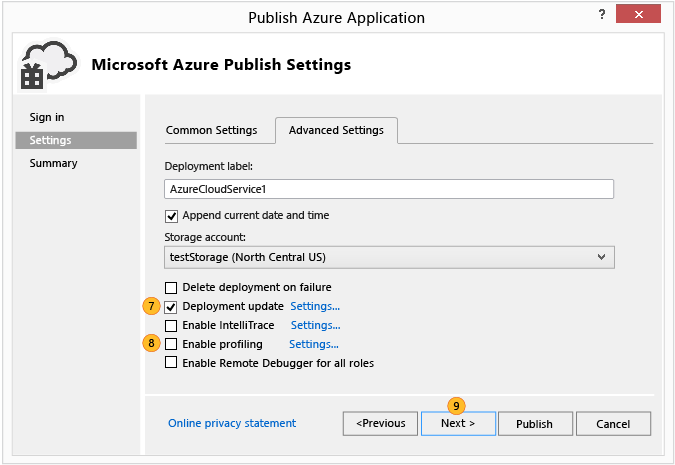 Publish Azure Application
?
×
Microsoft Azure Publish Settings
Sign in
Settings
Summary
Common Settings
Advanced Settings
Deployment label:
AzureCloudService1
Append current date and time
Storage account:
testStorage (North Central US)
Delete deployment on failure
7 Deployment update Settings...
Enable IntelliTrace Settings...
8 Enable profiling Settings...
Enable Remote Debugger for all roles
9
Online privacy statement <Previous Next > Publish Cancel